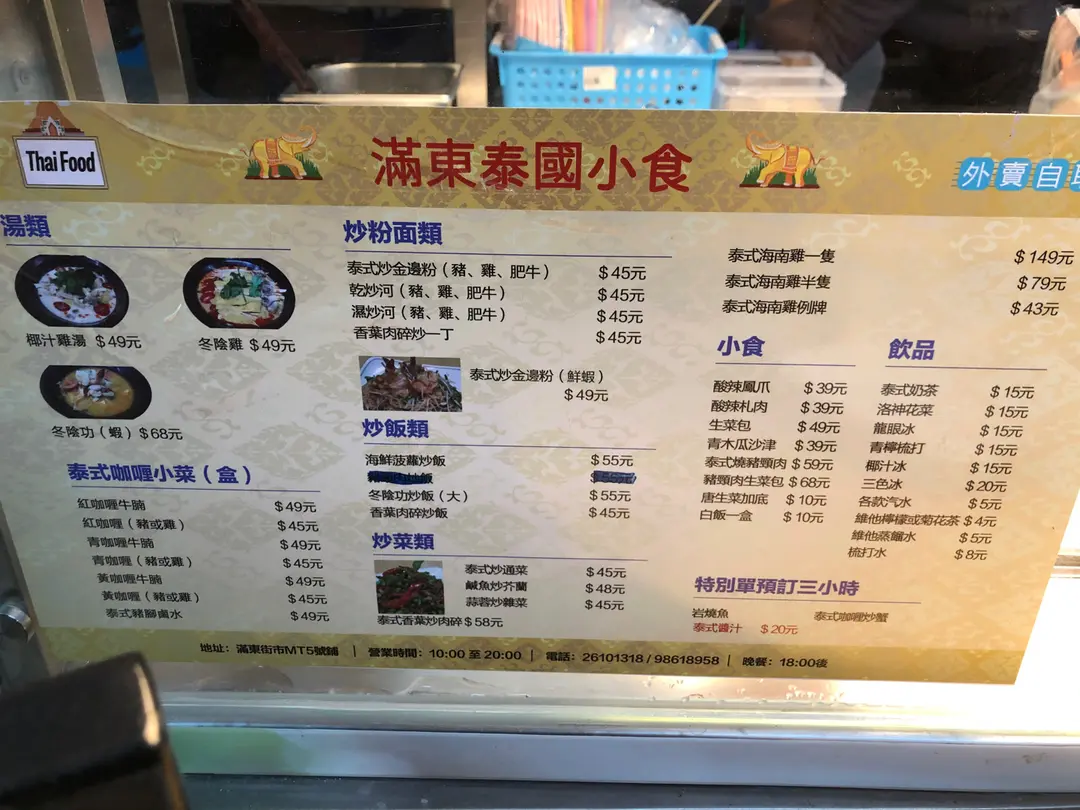 Thai Food
滿東泰國小食
外賣自
湯類
椰汁雞湯 $49元
冬陰雞 $49元
冬陰功（蝦）$68元
泰式咖喱小菜（盒）
紅咖喱牛腩 $49元
紅咖喱（豬或雞） $45元
青咖喱牛腩 $49元
青咖喱（豬或雞） $45元
黃咖喱牛腩 $49元
黃咖喱（豬或雞） $45元
泰式豬腳鹵水 $49元
炒粉面類
泰式炒金邊粉（豬、雞、肥牛） $45元
乾炒河（豬、雞、肥牛） $45元
濕炒河（豬、雞、肥牛） $45元
香葉肉碎炒一丁 $45元
泰式炒金邊粉（鮮蝦）
$49元
炒飯類
海鮮菠蘿炒飯 $55元
冬陰功炒飯（大） $55元
香葉肉碎炒飯 $45元
炒菜類
泰式炒通菜 $45元
鹹魚炒芥蘭 $48元
蒜蓉炒雜菜 $45元
泰式香葉炒肉碎 $58元
泰式海南雞一隻 $149元
泰式海南雞半隻 $79元
泰式海南雞例牌 $43元
小食
酸辣鳳爪 $39元
酸辣札肉 $39元
生菜包 $49元
青木瓜沙津 $39元
泰式燒豬頸肉 $59元
豬頸肉生菜包 $68元
唐生菜加底 $10元
白飯一盒 $10元
飲品
泰式奶茶 $15元
洛神花菜 $15元
龍眼冰 $15元
青檸梳打 $15元
椰汁冰 $15元
三色冰 $20元
各款汽水 $5元
維他檸檬或菊花茶 $4元
維他蒸餾水 $5元
梳打水 $8元
特別單預訂三小時
岩燒魚 泰式咖喱炒蟹
泰式醬汁 $20元
地址：滿東街市MT5號鋪 | 營業時間：10:00 至 20:00 | 電話：26101318 / 98618958 | 晚餐：18:00後